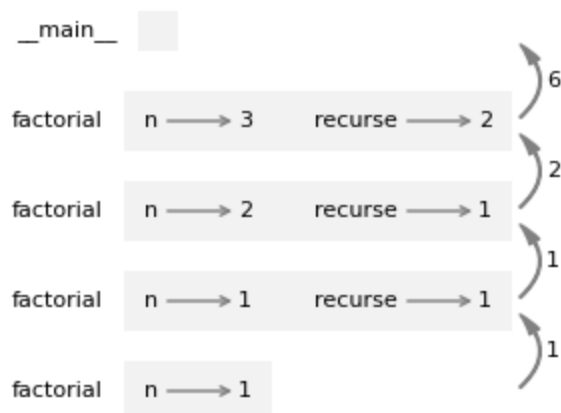 __main__
6
factorial n 3 recurse 2
2
factorial n 2 recurse 1
1
factorial n 1 recurse 1
1
factorial n 1